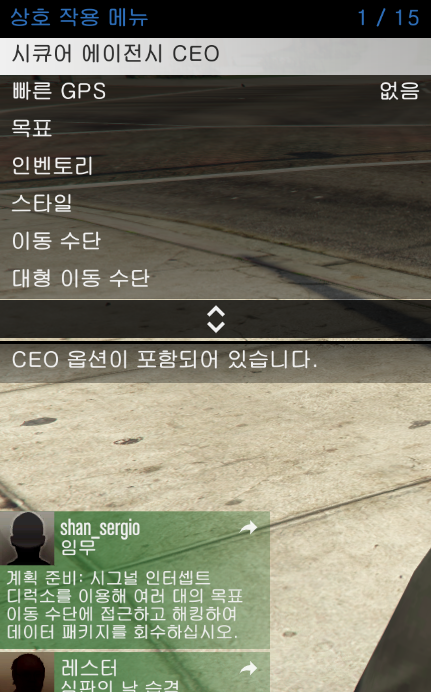 상호 작용 메뉴 1 / 15
시큐어 에이전시 CEO
빠른 GPS 없음
목표
인벤토리
스타일
이동 수단
대형 이동 수단
CEO 옵션이 포함되어 있습니다.
shan_sergio
임무
계획 준비: 시그널 인터셉트
디럭소를 이용해 여러 대의 목표
이동 수단에 접근하고 해킹하여
데이터 패키지를 회수하십시오.
레스터
심판의 날 습격